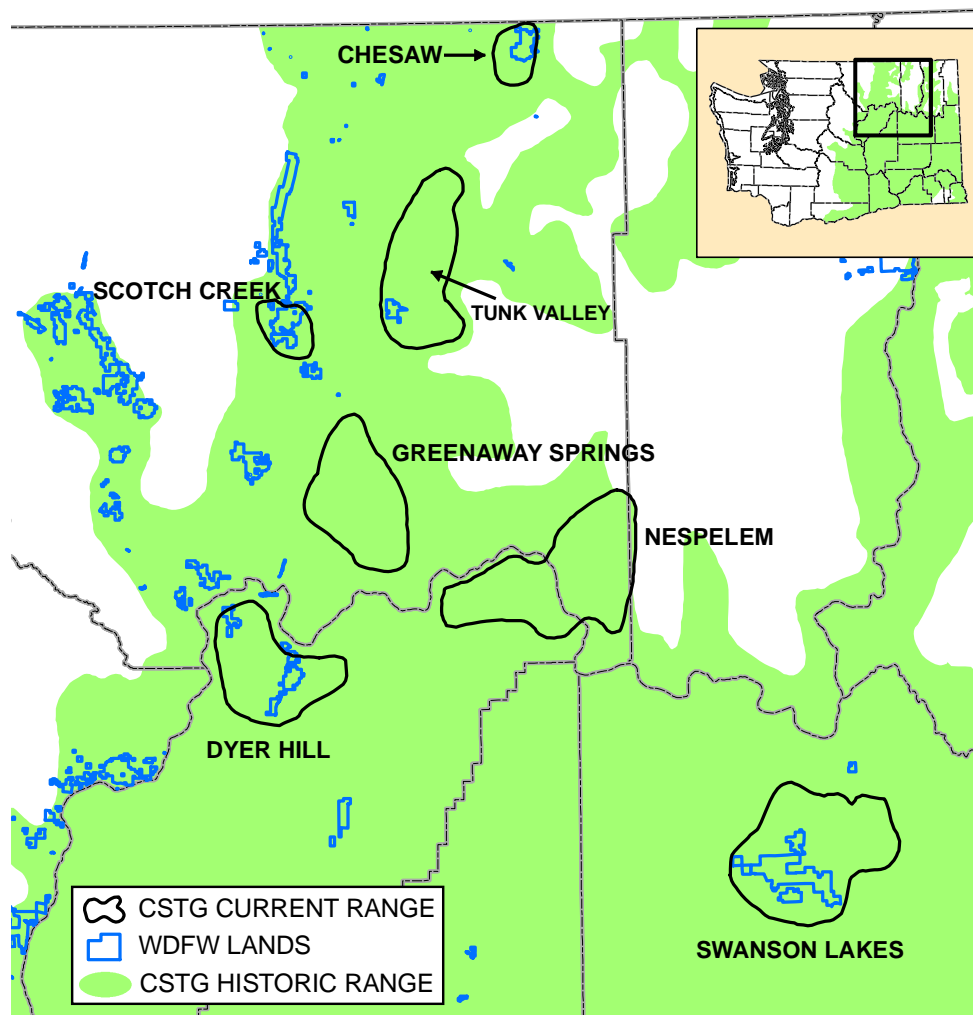 CHESAW
SCOTCH CREEK
TUNK VALLEY
GREENAWAY SPRINGS
NESPELEM
DYER HILL
SWANSON LAKES
CSTG CURRENT RANGE
WDFW LANDS
CSTG HISTORIC RANGE